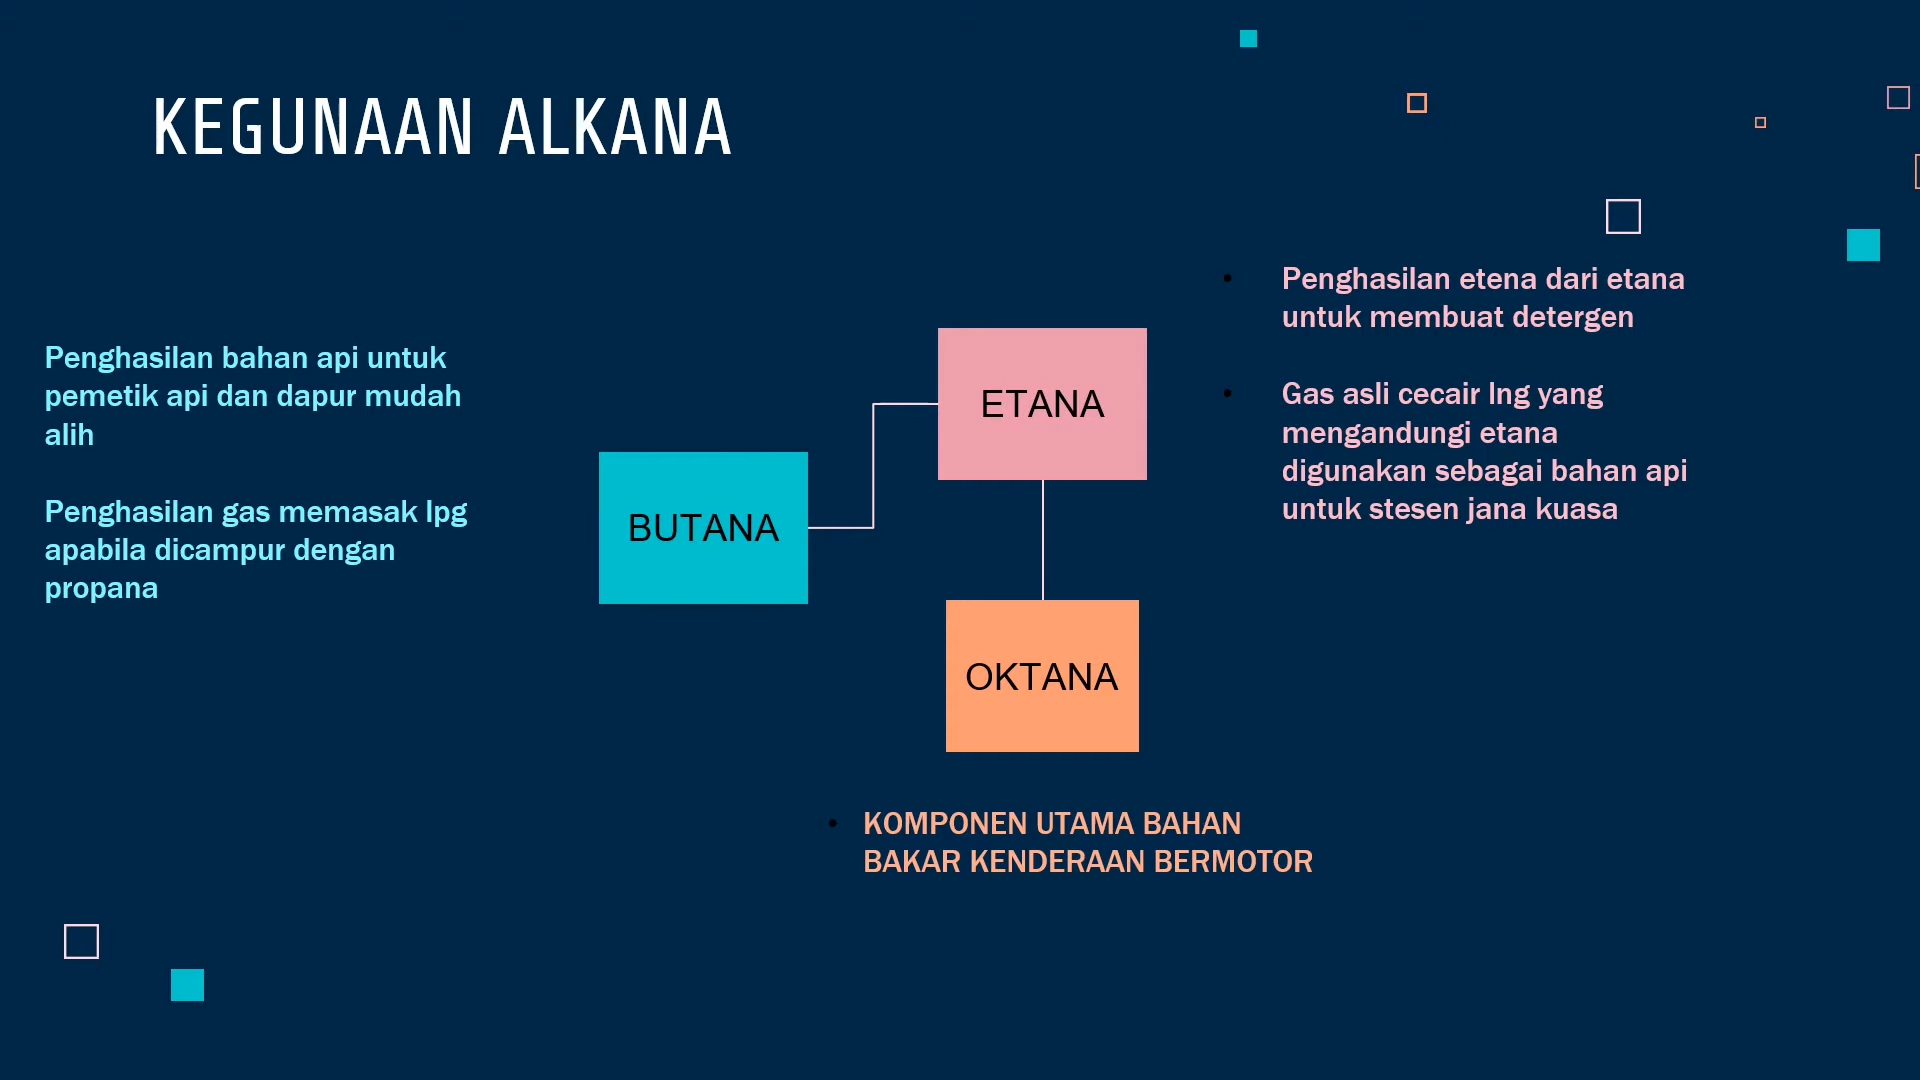 KEGUNAAN ALKANA
Penghasilan bahan api untuk
pemetik api dan dapur mudah
alih
Penghasilan gas memasak lpg
apabila dicampur dengan
propana
BUTANA
ETANA
OKTANA
• Penghasilan etena dari etana
untuk membuat detergen
• Gas asli cecair lng yang
mengandungi etana
digunakan sebagai bahan api
untuk stesen jana kuasa
• KOMPONEN UTAMA BAHAN
BAKAR KENDERAAN BERMOTOR